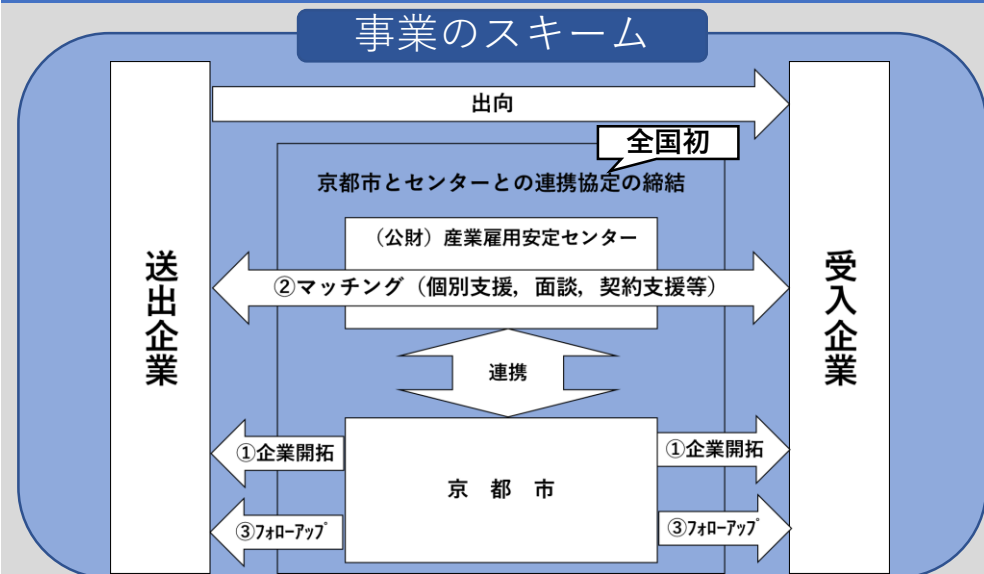 事業のスキーム
出向
全国初
京都市とセンターとの連携協定の締結
(公財)産業雇用安定センター
送出企業
②マッチング(個別支援,面談,契約支援等)
受入企業
連携
①企業開拓
①企業開拓
京都市
③フォローアップ
③フォローアップ